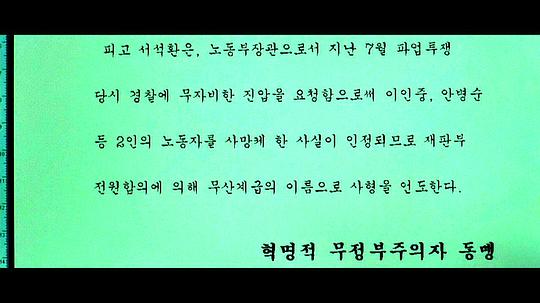 피고 서석환은, 노동부장관으로서 지난 7월 파업투쟁
당시 경찰에 무자비한 진압을 요청함으로써 이인중, 안병순
등 2인의 노동자를 사망케 한 사실이 인정되므로 재판부
전원합의에 의해 무산계급의 이름으로 사형을 언도한다.
혁명적 무정부주의자 동맹